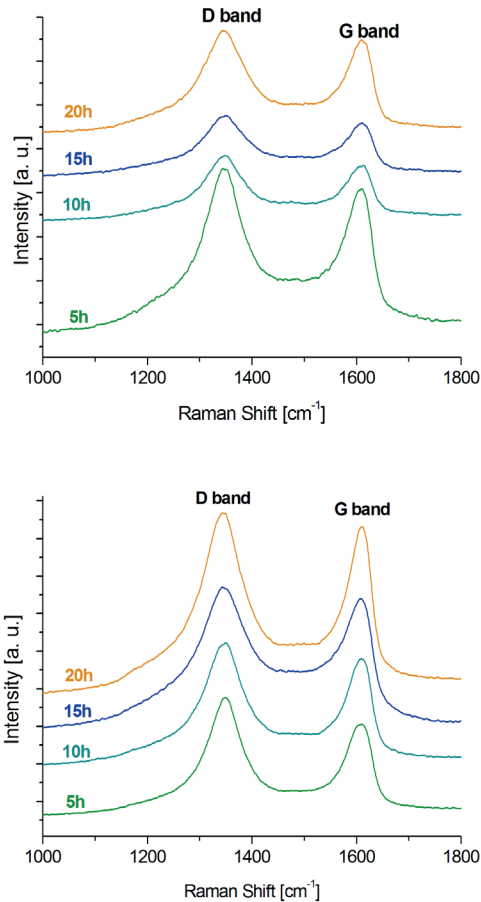 D band
G band
20h
15h
10h
5h
Intensity [a. u.]
1000 1200 1400 1600 1800
Raman Shift [cm⁻¹]
D band
G band
20h
15h
10h
5h
Intensity [a. u.]
1000 1200 1400 1600 1800
Raman Shift [cm⁻¹]